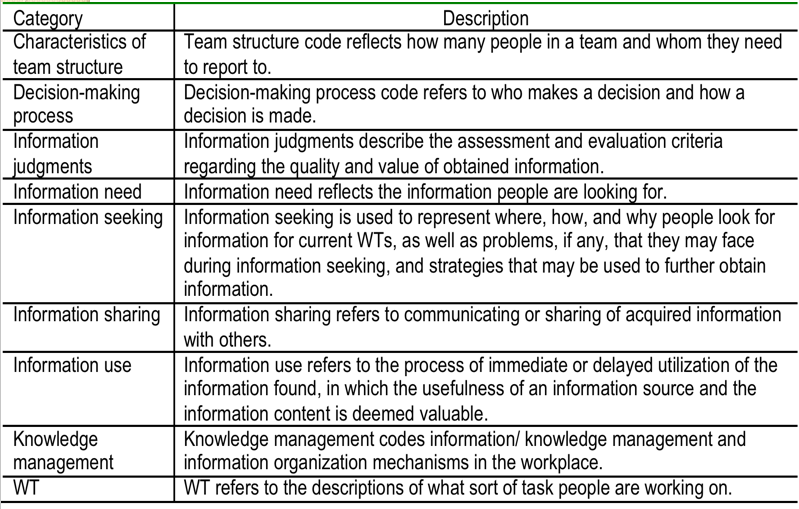 Category Description
Characteristics of team structure Team structure code reflects how many people in a team and whom they need to report to.
Decision-making process Decision-making process code refers to who makes a decision and how a decision is made.
Information judgments Information judgments describe the assessment and evaluation criteria regarding the quality and value of obtained information.
Information need Information need reflects the information people are looking for.
Information seeking Information seeking is used to represent where, how, and why people look for information for current WTs, as well as problems, if any, that they may face during information seeking, and strategies that may be used to further obtain information.
Information sharing Information sharing refers to communicating or sharing of acquired information with others.
Information use Information use refers to the process of immediate or delayed utilization of the information found, in which the usefulness of an information source and the information content is deemed valuable.
Knowledge management Knowledge management codes information/ knowledge management and information organization mechanisms in the workplace.
WT WT refers to the descriptions of what sort of task people are working on.